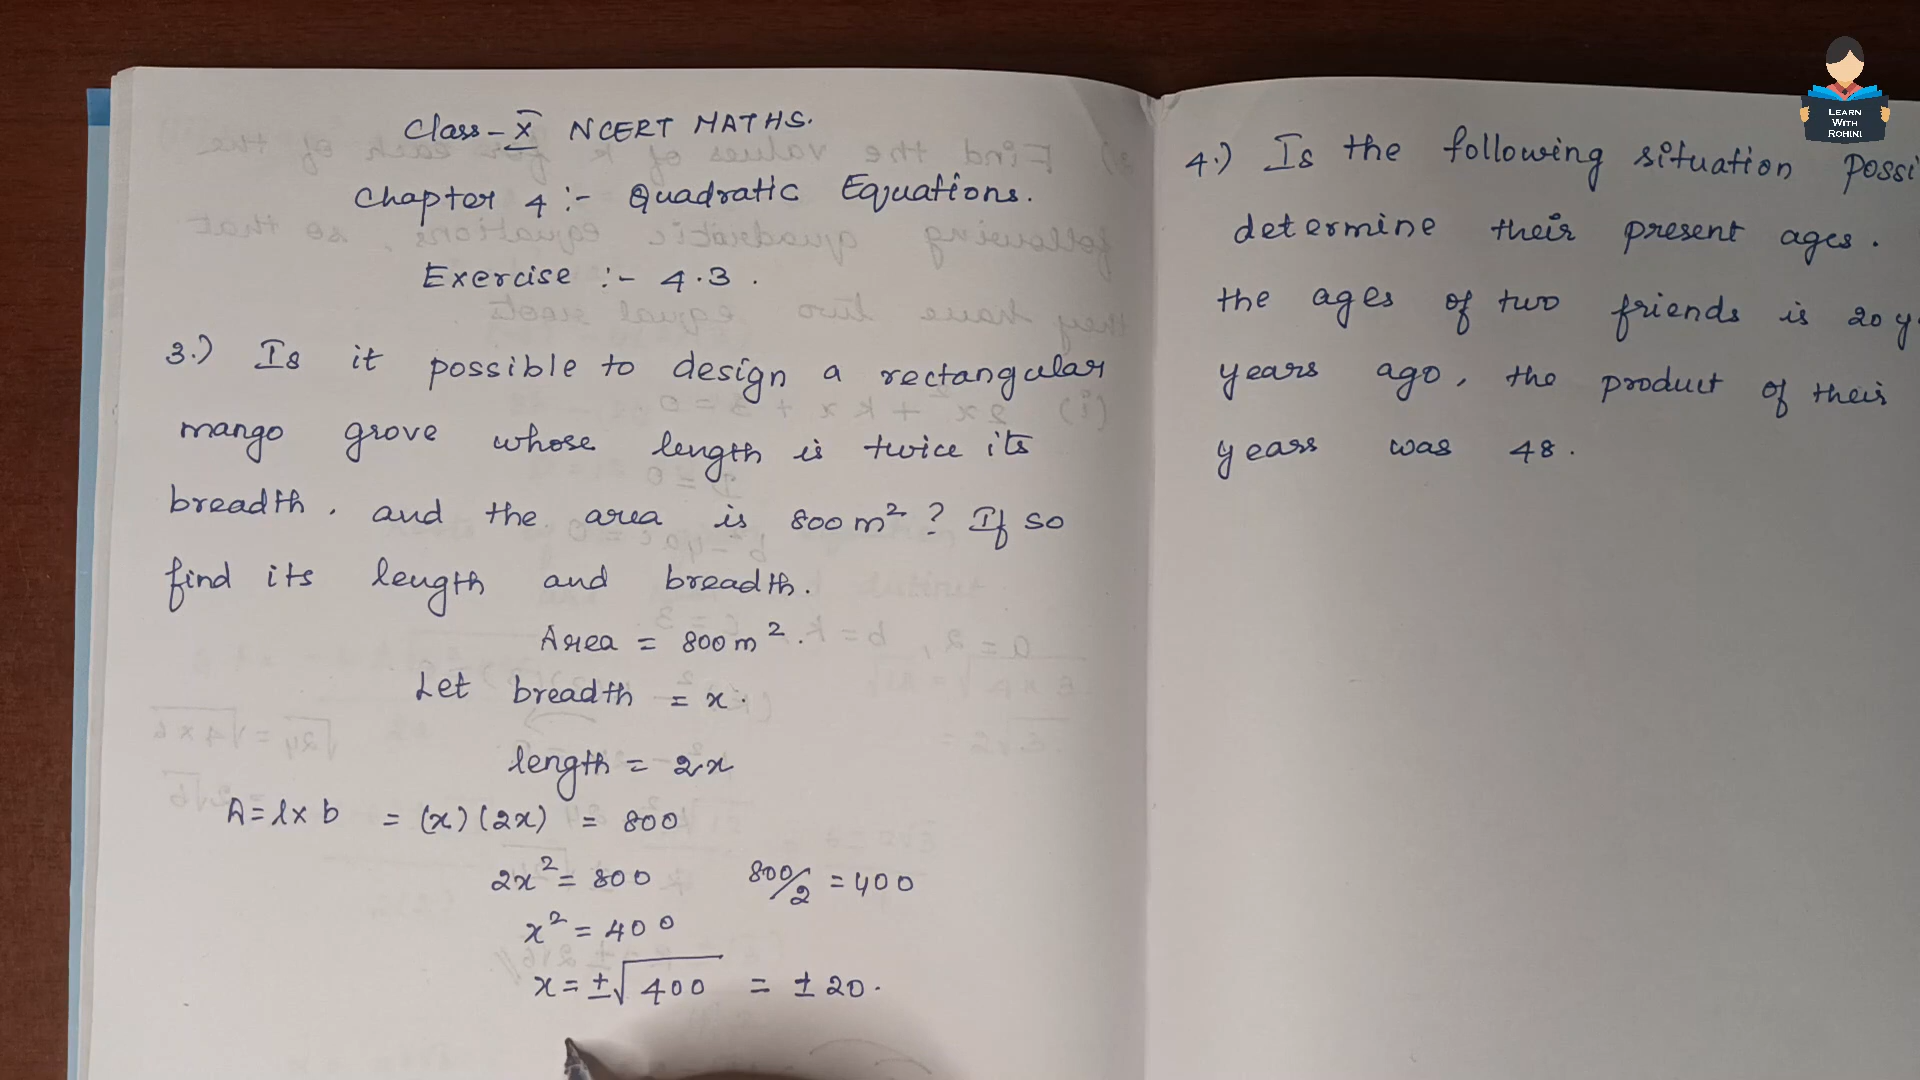 Class-X NCERT MATHS.
Chapter 4 :- Quadratic Equations.
Exercise :- 4.3.
3.) Is it possible to design a rectangular
mango grove whose length is twice its
breadth, and the area is 800m²? If so
find its length and breadth.
Area = 800m².
Let breadth = x.
length = 2x
A=l×b = (x)(2x) = 800
2x² = 800 800/2 = 400
x² = 400
x = ±√400 = ±20.
4.) Is the following situation possi
determine their present ages.
the ages of two friends is 20 y
years ago, the product of their
years was 48.
LEARN
WITH
ROHINI